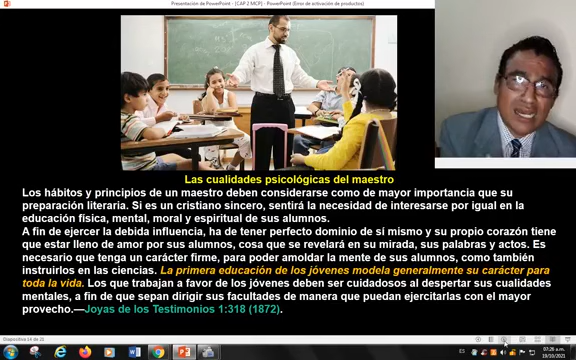 Presentación de PowerPoint - [CAP 2 MCP] - PowerPoint (Error de activación de productos)
Las cualidades psicológicas del maestro
Los hábitos y principios de un maestro deben considerarse como de mayor importancia que su
preparación literaria. Si es un cristiano sincero, sentirá la necesidad de interesarse por igual en la
educación física, mental, moral y espiritual de sus alumnos.
A fin de ejercer la debida influencia, ha de tener perfecto dominio de sí mismo y su propio corazón tiene
que estar lleno de amor por sus alumnos, cosa que se revelará en su mirada, sus palabras y actos. Es
necesario que tenga un carácter firme, para poder amoldar la mente de sus alumnos, como también
instruirlos en las ciencias. La primera educación de los jóvenes modela generalmente su carácter para
toda la vida. Los que trabajan a favor de los jóvenes deben ser cuidadosos al despertar sus cualidades
mentales, a fin de que sepan dirigir sus facultades de manera que puedan ejercitarlas con el mayor
provecho.—Joyas de los Testimonios 1:318 (1872).
Diapositiva 14 de 21
07:26 a.m.
19/10/2021